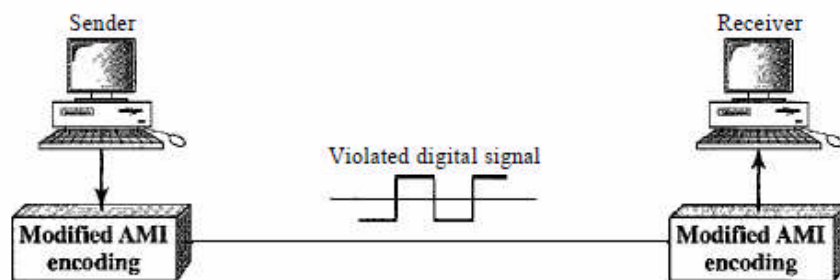 Sender
Receiver
Violated digital signal
Modified AMI
encoding
Modified AMI
encoding